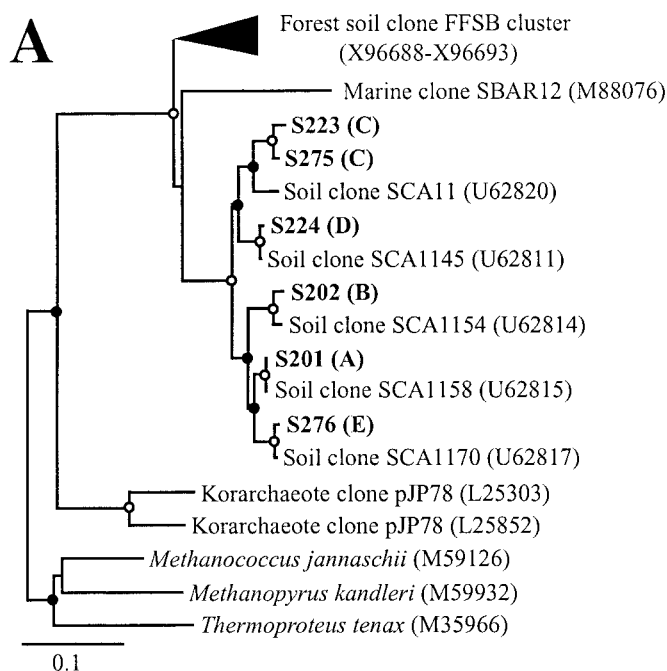 A
Forest soil clone FFSB cluster
(X96688-X96693)
Marine clone SBAR12 (M88076)
S223 (C)
S275 (C)
Soil clone SCA11 (U62820)
S224 (D)
Soil clone SCA1145 (U62811)
S202 (B)
Soil clone SCA1154 (U62814)
S201 (A)
Soil clone SCA1158 (U62815)
S276 (E)
Soil clone SCA1170 (U62817)
Korarchaeote clone pJP78 (L25303)
Korarchaeote clone pJP78 (L25852)
Methanococcus jannaschii (M59126)
Methanopyrus kandleri (M59932)
Thermoproteus tenax (M35966)
0.1